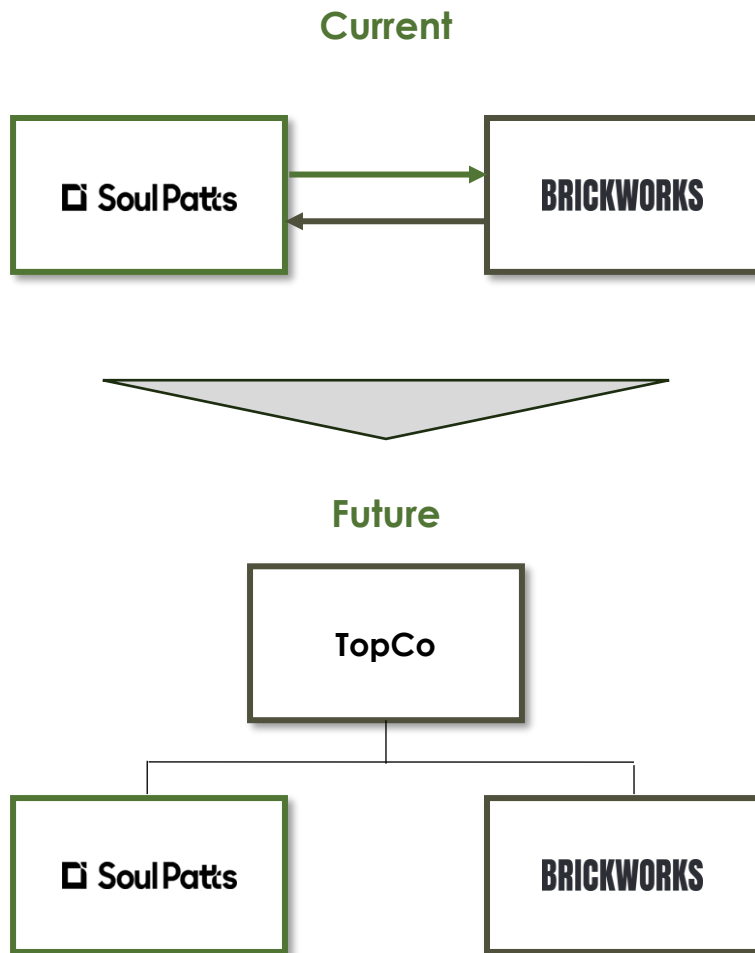 Current
Soul Patts
BRICKWORKS
Future
TopCo
Soul Patts
BRICKWORKS